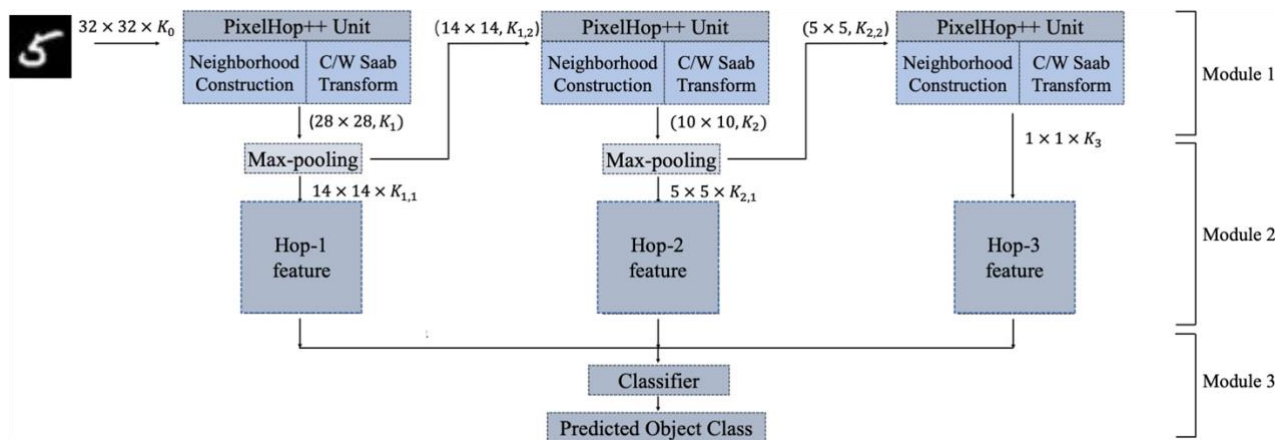 5
32 × 32 × K₀
PixelHop++ Unit
Neighborhood Construction
C/W Saab Transform
(28 × 28, K₁)
Max-pooling
14 × 14 × K₁,₁
Hop-1
feature
(14 × 14, K₁,₂)
PixelHop++ Unit
Neighborhood Construction
C/W Saab Transform
(10 × 10, K₂)
Max-pooling
5 × 5 × K₂,₁
Hop-2
feature
(5 × 5, K₂,₂)
PixelHop++ Unit
Neighborhood Construction
C/W Saab Transform
1 × 1 × K₃
Hop-3
feature
Classifier
Predicted Object Class
Module 1
Module 2
Module 3